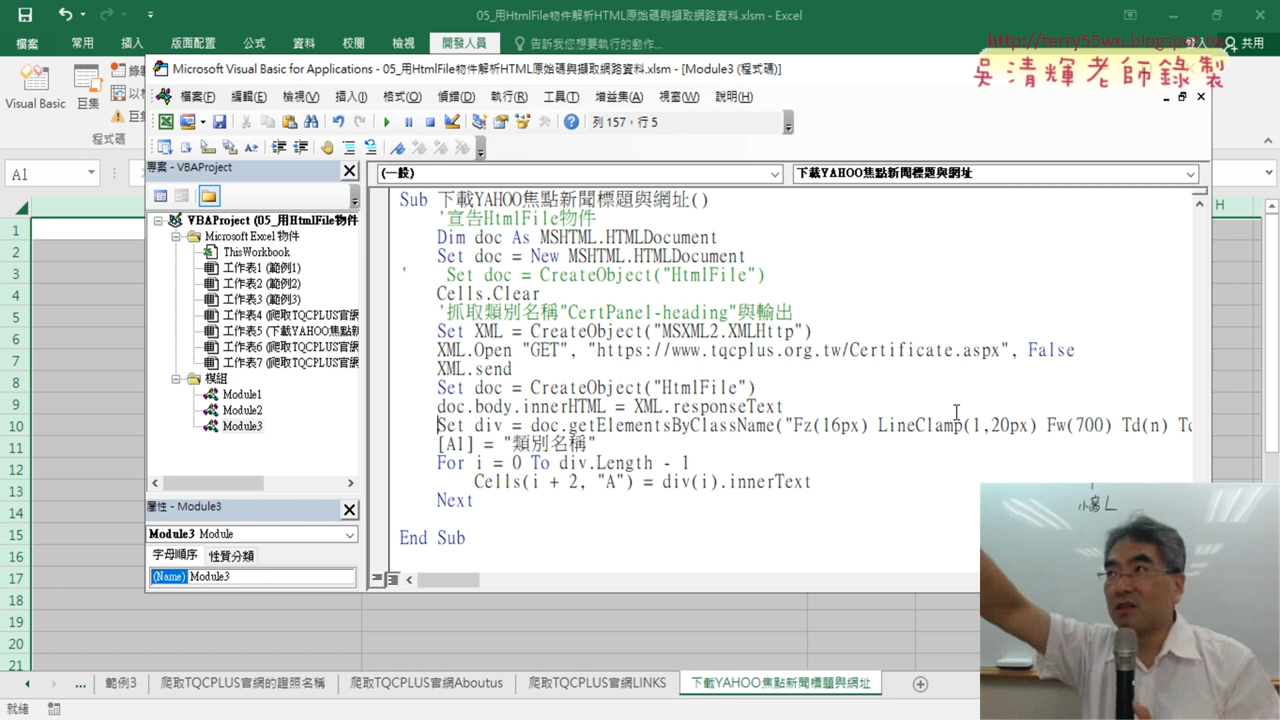 05_用HtmlFile物件解析HTML原始碼與擷取網路資料.xlsm - Excel
檔案 常用 插入 版面配置 公式 資料 校閱 檢視 開發人員 告訴我您想要執行的動作... 共用
http://terry55wu.blogspot.tw
吳清輝老師錄製
Visual Basic 巨集
程式碼
A1
Microsoft Visual Basic for Applications - 05_用HtmlFile物件解析HTML原始碼與擷取網路資料.xlsm - [Module3 (程式碼)]
檔案(F) 編輯(E) 檢視(V) 插入(I) 格式(O) 偵錯(D) 執行(R) 工具(T) 增益集(A) 視窗(W) 說明(H)
列 157，行 5
專案 - VBAProject
VBAProject (05_用HtmlFile物件
Microsoft Excel 物件
ThisWorkbook
工作表1 (範例1)
工作表2 (範例2)
工作表3 (範例3)
工作表4 (爬取TQCPLUS官網
工作表5 (下載YAHOO焦點新
工作表6 (爬取TQCPLUS官網
工作表7 (爬取TQCPLUS官網
模組
Module1
Module2
Module3
屬性 - Module3
Module3 Module
字母順序 性質分類
(Name) Module3
(一般) 下載YAHOO焦點新聞標題與網址
Sub 下載YAHOO焦點新聞標題與網址()
'宣告HtmlFile物件
Dim doc As MSHTML.HTMLDocument
Set doc = New MSHTML.HTMLDocument
' Set doc = CreateObject("HtmlFile")
Cells.Clear
'抓取類別名稱"CertPanel-heading"與輸出
Set XML = CreateObject("MSXML2.XMLHttp")
XML.Open "GET", "https://www.tqcplus.org.tw/Certificate.aspx", False
XML.send
Set doc = CreateObject("HtmlFile")
doc.body.innerHTML = XML.responseText
Set div = doc.getElementsByClassName("Fz(16px) LineClamp(1,20px) Fw(700) Td(n) Td
[A1] = "類別名稱"
For i = 0 To div.Length - 1
Cells(i + 2, "A") = div(i).innerText
Next
End Sub
H
1
2
3
4
5
6
7
8
9
10
11
12
13
14
15
16
17
18
19
20
21
... 範例3 爬取TQCPLUS官網的證照名稱 爬取TQCPLUS官網Aboutus 爬取TQCPLUS官網LINKS 下載YAHOO焦點新聞標題與網址
就緒